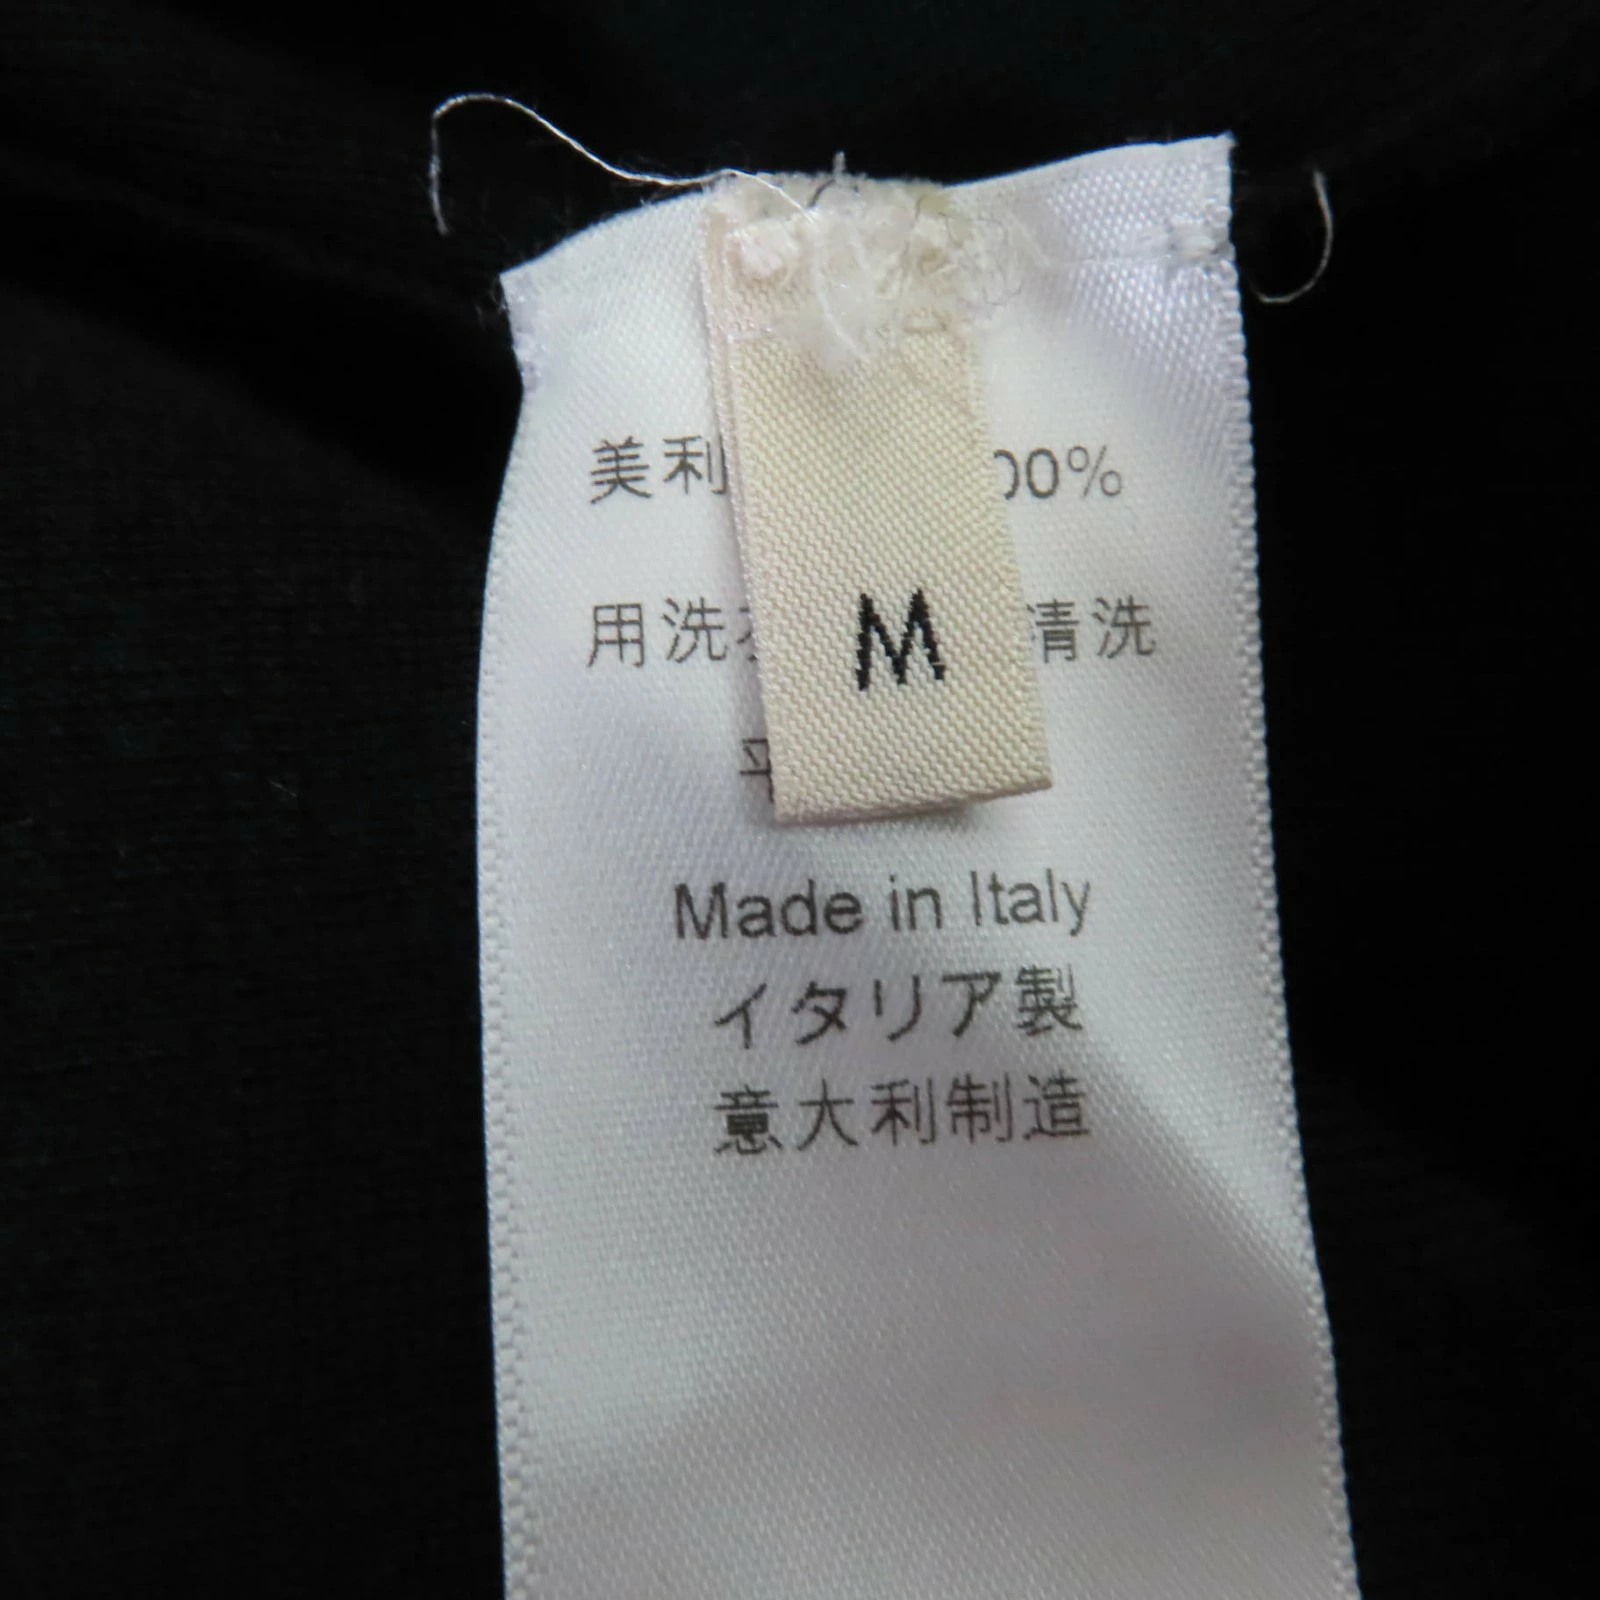 美利 00%
用洗 清洗
M
平
Made in Italy
イタリア製
意大利制造